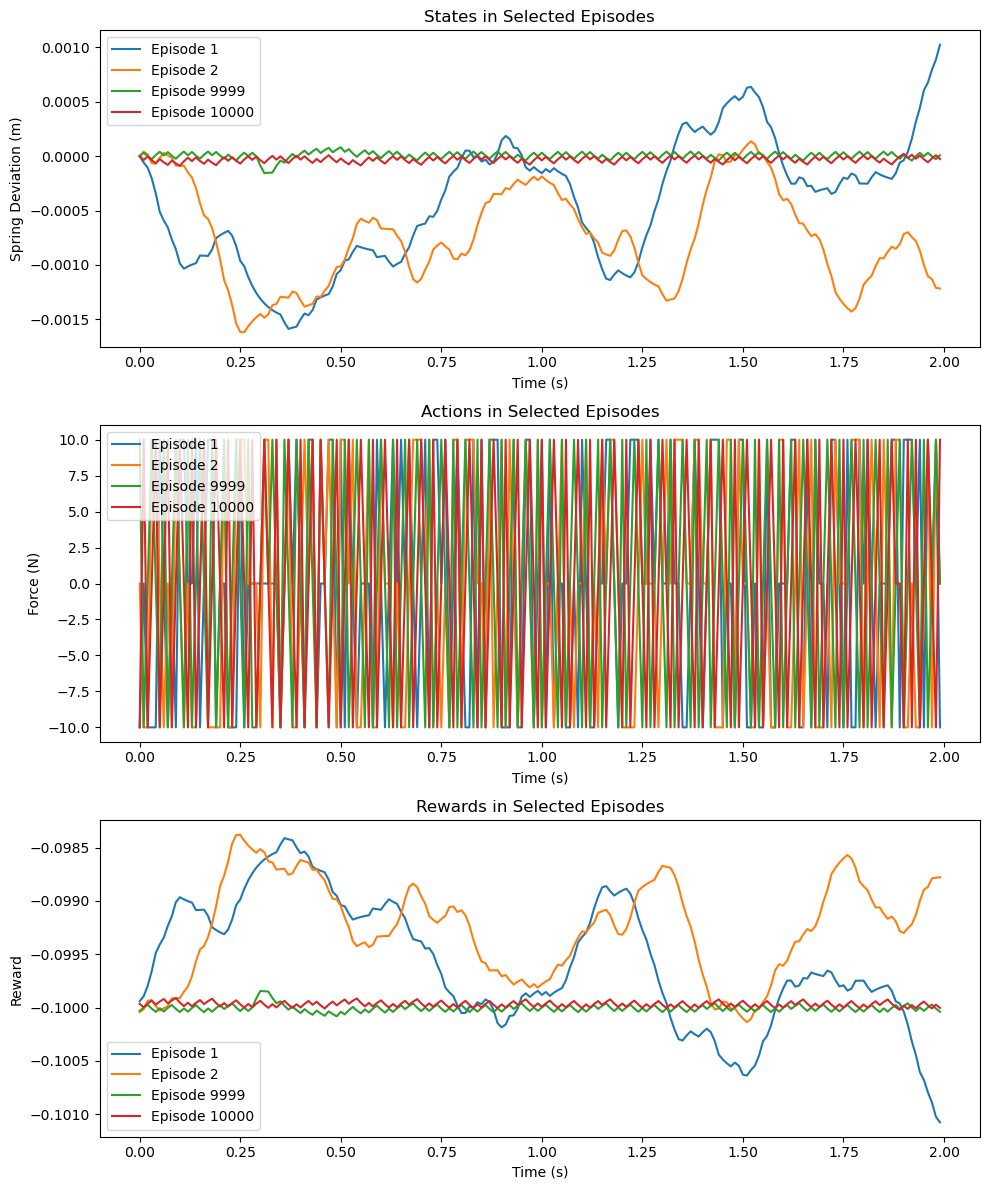 States in Selected Episodes
Spring Deviation (m)
0.0010
0.0005
0.0000
−0.0005
−0.0010
−0.0015
Episode 1
Episode 2
Episode 9999
Episode 10000
0.00 0.25 0.50 0.75 1.00 1.25 1.50 1.75 2.00
Time (s)
Actions in Selected Episodes
Force (N)
10.0
7.5
5.0
2.5
0.0
−2.5
−5.0
−7.5
−10.0
Episode 1
Episode 2
Episode 9999
Episode 10000
0.00 0.25 0.50 0.75 1.00 1.25 1.50 1.75 2.00
Time (s)
Rewards in Selected Episodes
Reward
−0.0985
−0.0990
−0.0995
−0.1000
−0.1005
−0.1010
Episode 1
Episode 2
Episode 9999
Episode 10000
0.00 0.25 0.50 0.75 1.00 1.25 1.50 1.75 2.00
Time (s)